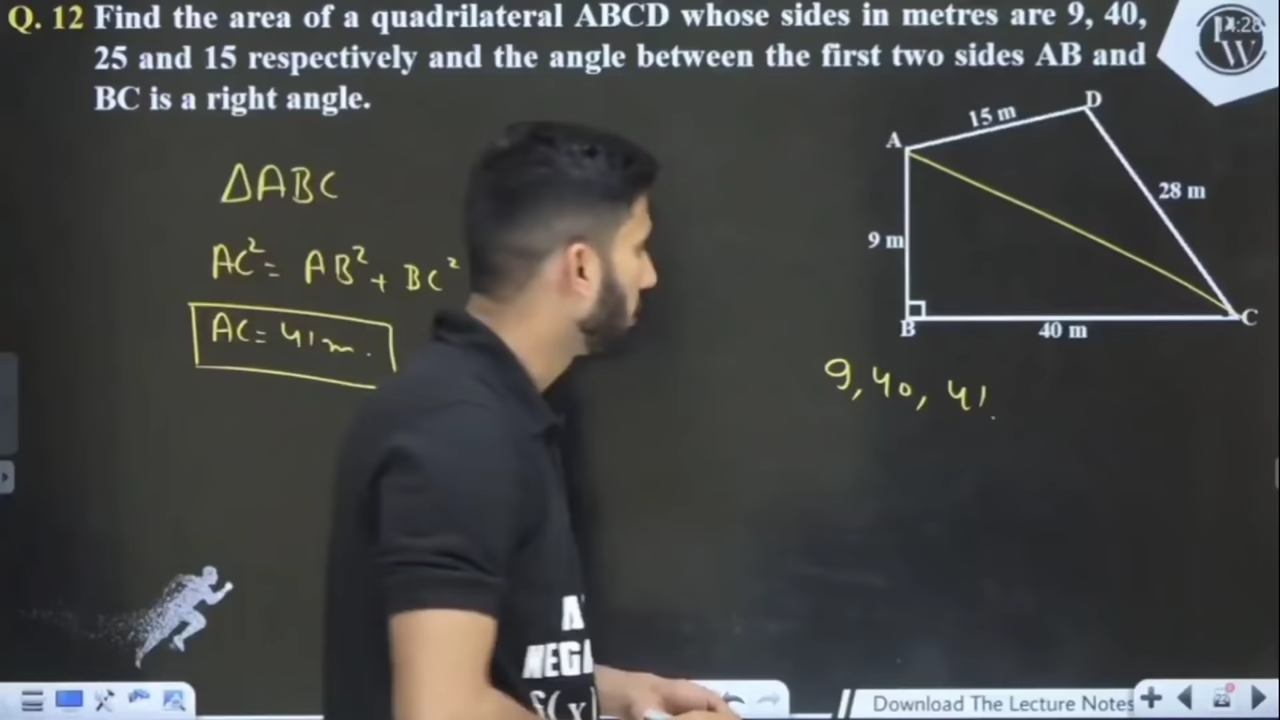 Q. 12 Find the area of a quadrilateral ABCD whose sides in metres are 9, 40,
25 and 15 respectively and the angle between the first two sides AB and
BC is a right angle.
PW
ΔABC
AC² = AB² + BC²
AC = 41 m.
D
15 m
A
28 m
9 m
B
40 m
C
9, 40, 41.
f(x)
Download The Lecture Notes